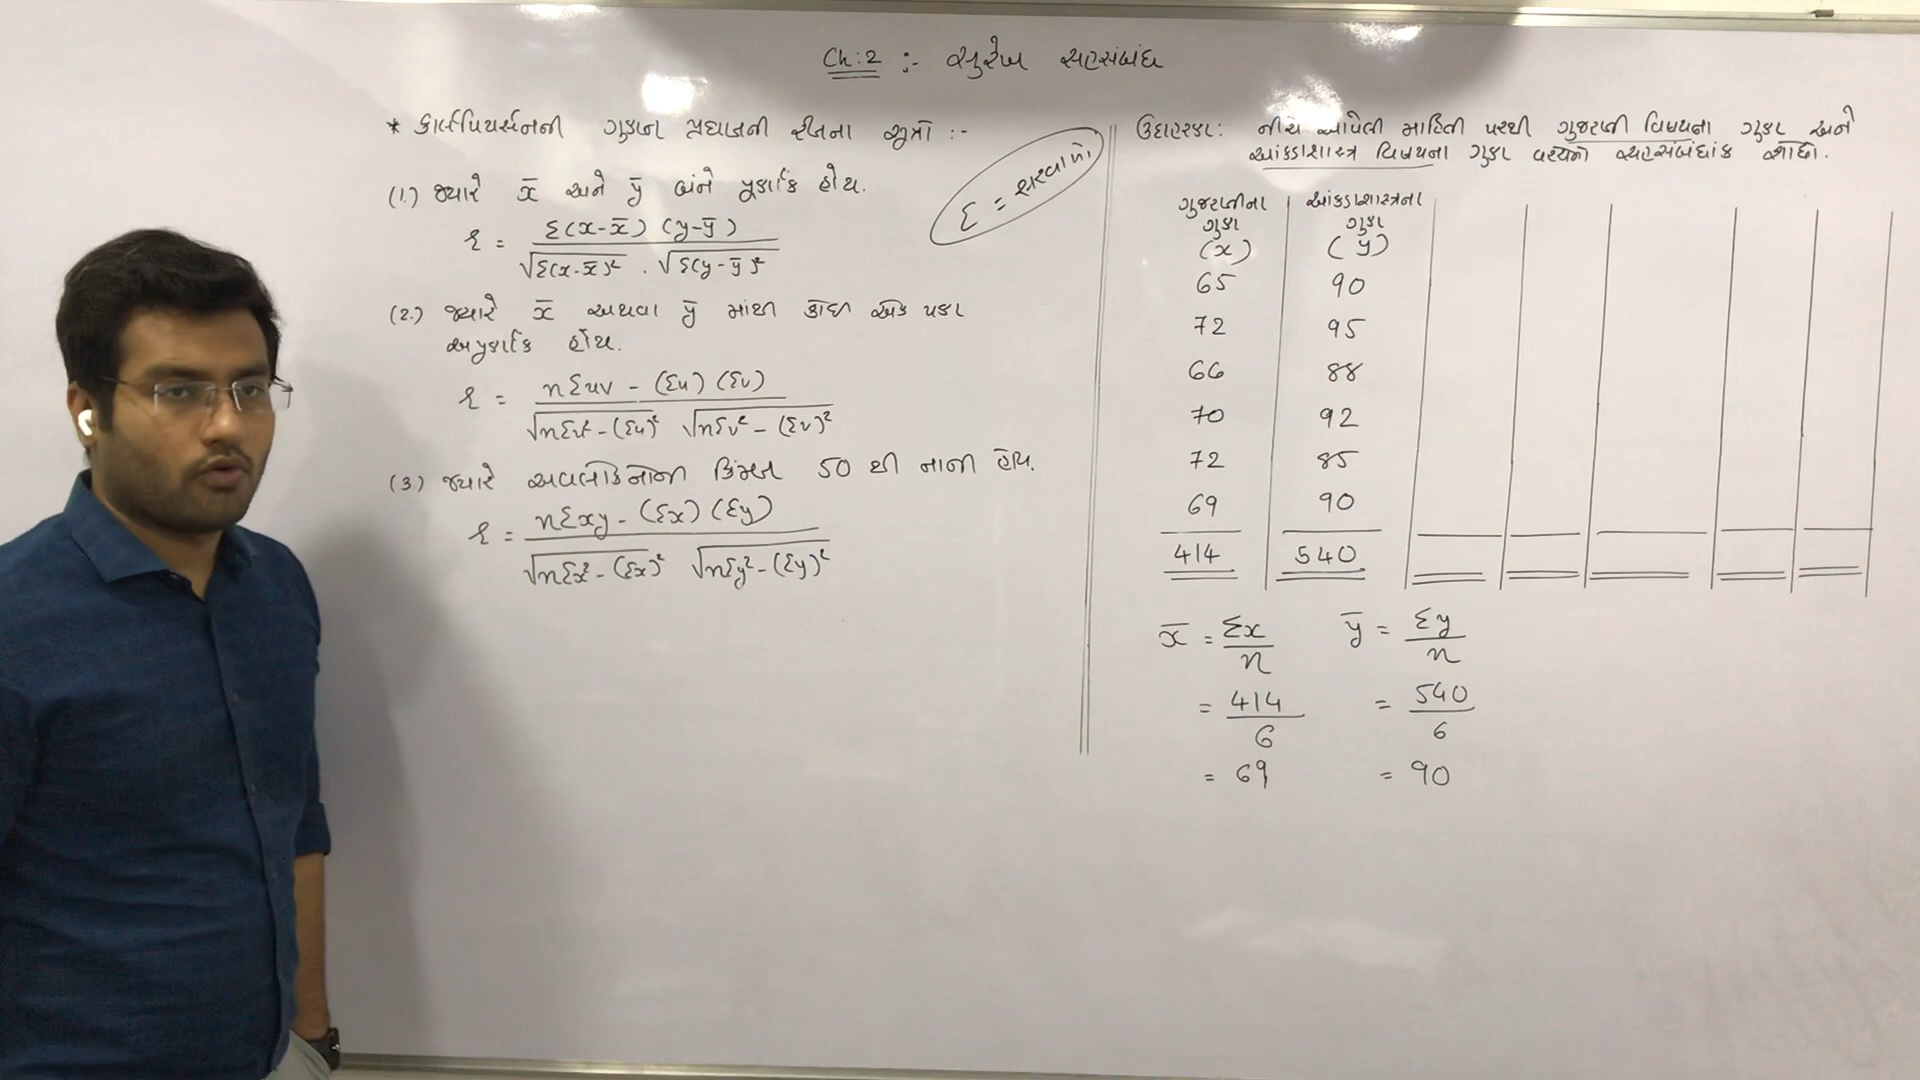 Ch:2 :- સુરેખ સહસંબંધ
* કાર્લપિયર્સનની ગુણન પ્રઘાતની રીતના સૂત્રો :-
Σ = સરવાળો
(1.) જ્યારે x̄ અને ȳ બંને પૂર્ણાંક હોય.
r = Σ(x-x̄) (y-ȳ) / √Σ(x-x̄)² . √Σ(y-ȳ)²
(2.) જ્યારે x̄ અથવા ȳ માંથી કોઈ એક પણ
અપૂર્ણાંક હોય.
r = nΣuv - (Σu) (Σv) / √nΣu² - (Σu)² √nΣv² - (Σv)²
(3) જ્યારે અવલોકનોની કિંમત 50 થી નાની હોય.
r = nΣxy - (Σx) (Σy) / √nΣx² - (Σx)² √nΣy² - (Σy)²
ઉદાહરણ: નીચે આપેલી માહિતી પરથી ગુજરાતી વિષયના ગુણ અને
આંકડાશાસ્ત્ર વિષયના ગુણ વચ્ચેનો સહસંબંધાંક શોધો.
ગુજરાતીના આંકડાશાસ્ત્રના
ગુણ ગુણ
(x) (y)
65 90
72 95
66 88
70 92
72 85
69 90
414 540
x̄ = Σx / n ȳ = Σy / n
= 414 / 6 = 540 / 6
= 69 = 90